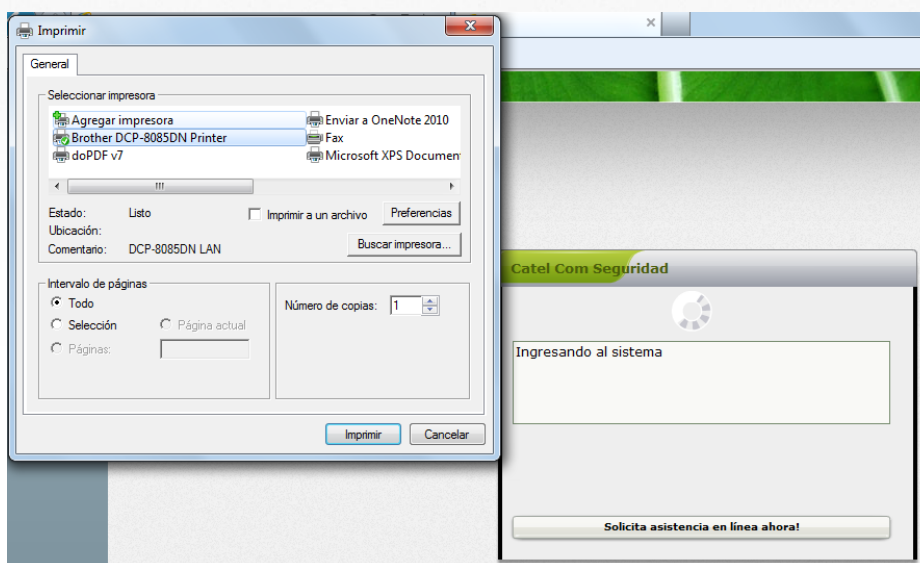 Imprimir
General
Seleccionar impresora
Agregar impresora
Brother DCP-8085DN Printer
doPDF v7
Enviar a OneNote 2010
Fax
Microsoft XPS Documen
Estado: Listo
Imprimir a un archivo
Preferencias
Ubicación:
Comentario: DCP-8085DN LAN
Buscar impresora...
Intervalo de páginas
Todo
Selección
Página actual
Páginas:
Número de copias: 1
Imprimir
Cancelar
Catel Com Seguridad
Ingresando al sistema
Solicita asistencia en línea ahora!